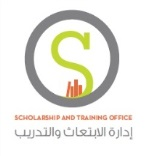 S
SCHOLARSHIP AND TRAINING OFFICE
إدارة الابتعاث والتدريب